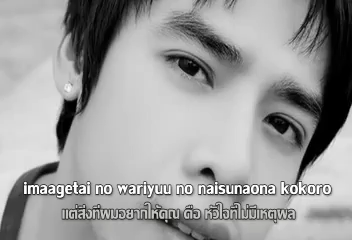 imaagetai no wariyuu no naisunaona kokoro
แต่สิ่งที่ผมอยากให้คุณ คือ หัวใจที่ไม่มีเหตุผล